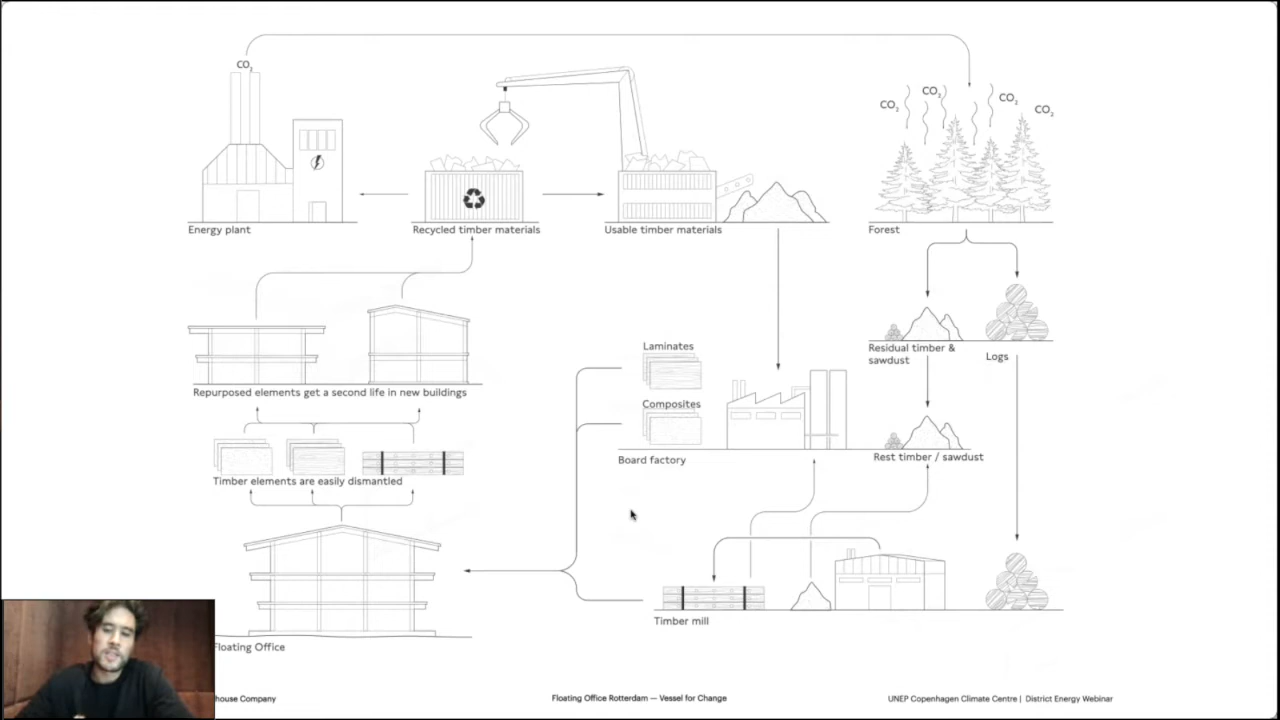 CO₂
CO₂
CO₂
CO₂
CO₂
Energy plant
Recycled timber materials
Usable timber materials
Forest
Residual timber &
sawdust
Logs
Laminates
Composites
Repurposed elements get a second life in new buildings
Board factory
Rest timber / sawdust
Timber elements are easily dismantled
Timber mill
Floating Office
house Company
Floating Office Rotterdam — Vessel for Change
UNEP Copenhagen Climate Centre | District Energy Webinar